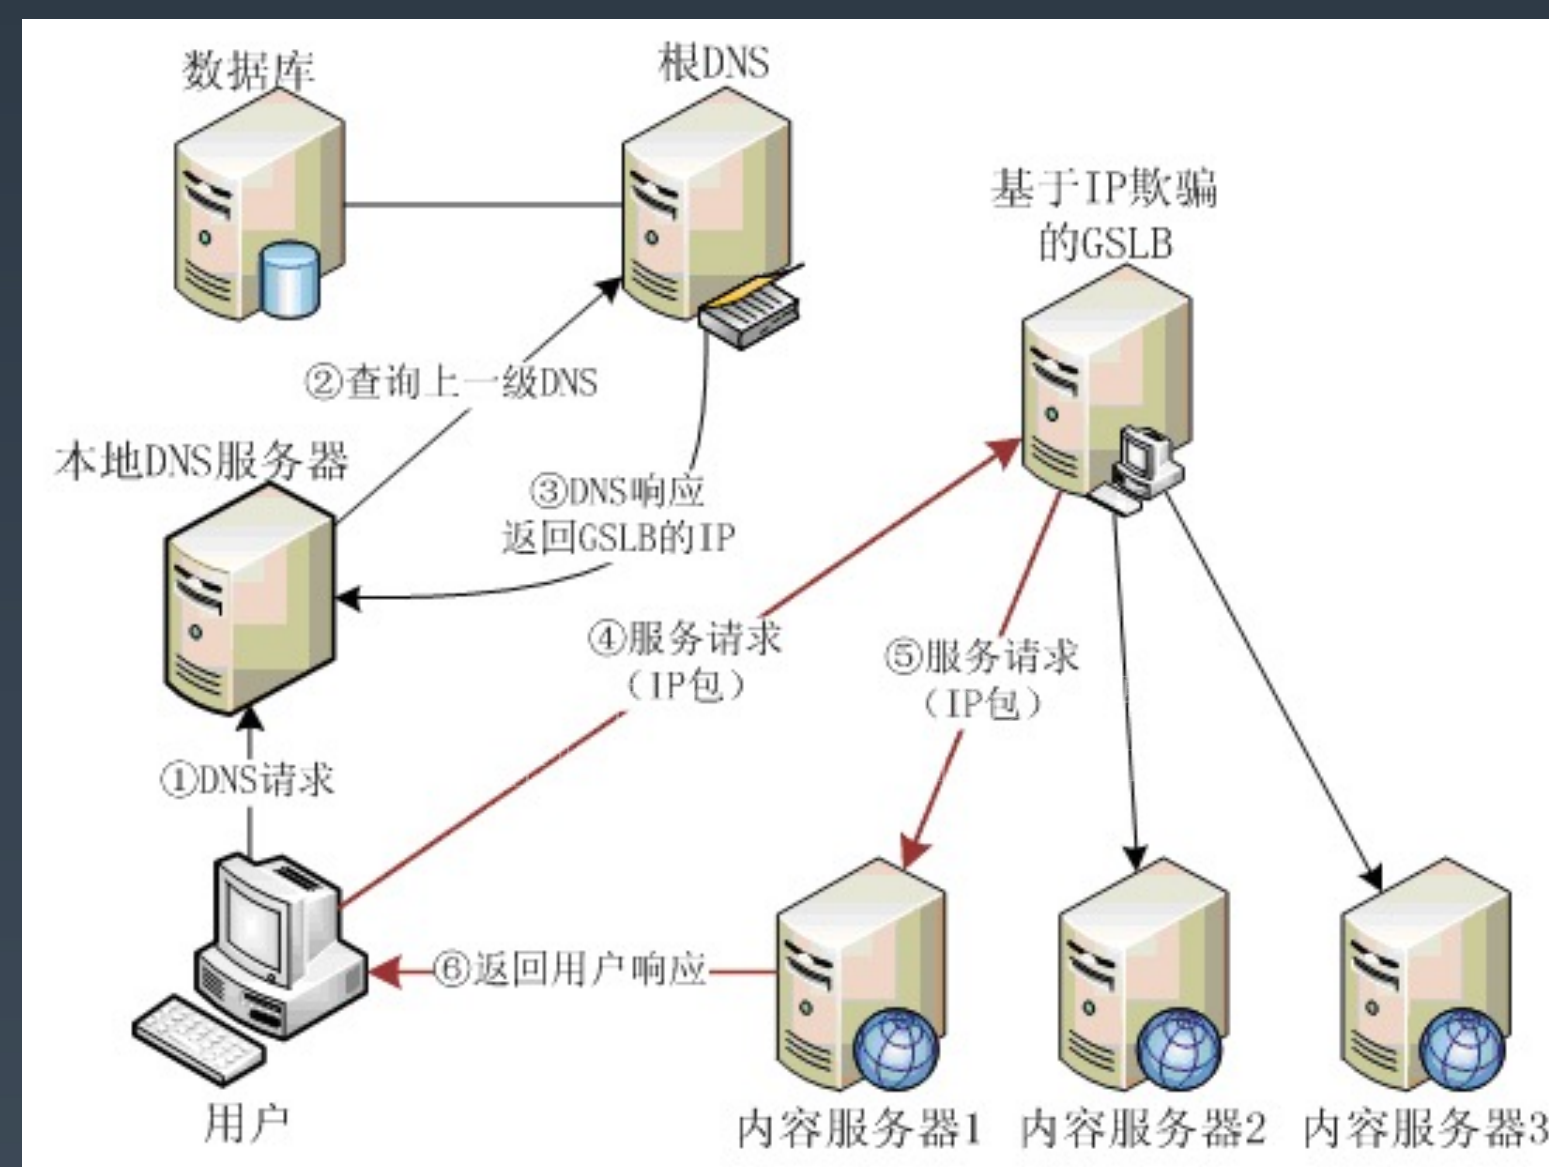 数据库
根DNS
基于IP欺骗
的GSLB
②查询上一级DNS
本地DNS服务器
③DNS响应
返回GSLB的IP
④服务请求
（IP包）
⑤服务请求
（IP包）
①DNS请求
⑥返回用户响应
用户
内容服务器1
内容服务器2
内容服务器3